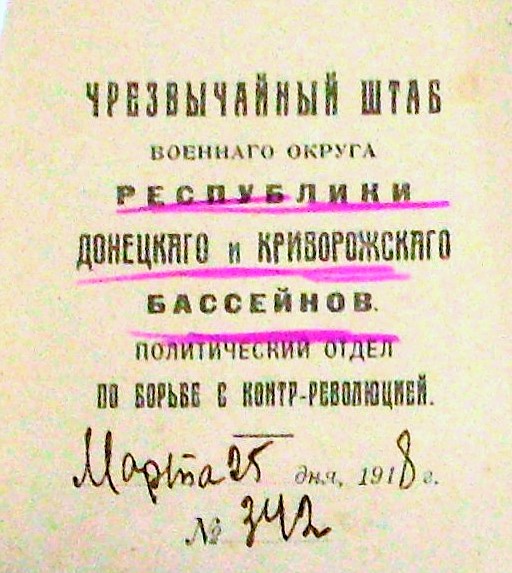 ЧРЕЗВЫЧАЙНЫЙ ШТАБ
ВОЕННАГО ОКРУГА
РЕСПУБЛИКИ
ДОНЕЦКАГО и КРИВОРОЖСКАГО
БАССЕЙНОВ.
ПОЛИТИЧЕСКИЙ ОТДЕЛ
ПО БОРЬБЕ С КОНТР-РЕВОЛЮЦИЕЙ.
Марта 25 дня, 1918 г.
№ 342